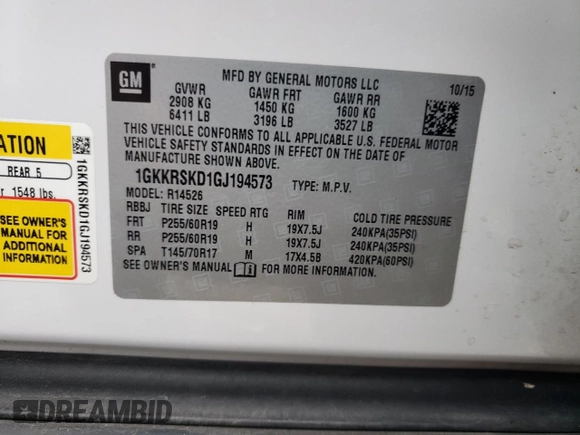 GM
MFD BY GENERAL MOTORS LLC
10/15
GVWR GAWR FRT GAWR RR
2908 KG 1450 KG 1600 KG
6411 LB 3196 LB 3527 LB
THIS VEHICLE CONFORMS TO ALL APPLICABLE U.S. FEDERAL MOTOR
VEHICLE SAFETY STANDARDS IN EFFECT ON THE DATE OF
MANUFACTURE SHOWN ABOVE.
1GKKRSKD1GJ194573 TYPE: M.P.V.
MODEL: R14526
RBBJ TIRE SIZE SPEED RTG RIM COLD TIRE PRESSURE
FRT P255/60R19 H 19X7.5J 240KPA(35PSI)
RR P255/60R19 H 19X7.5J 240KPA(35PSI)
SPA T145/70R17 M 17X4.5B 420KPA(60PSI)
SEE OWNER'S MANUAL FOR MORE INFORMATION
REAR 5
1548 lbs.
SEE OWNER'S
MANUAL FOR
1GKKRSKD1GJ194573
DREAMBID